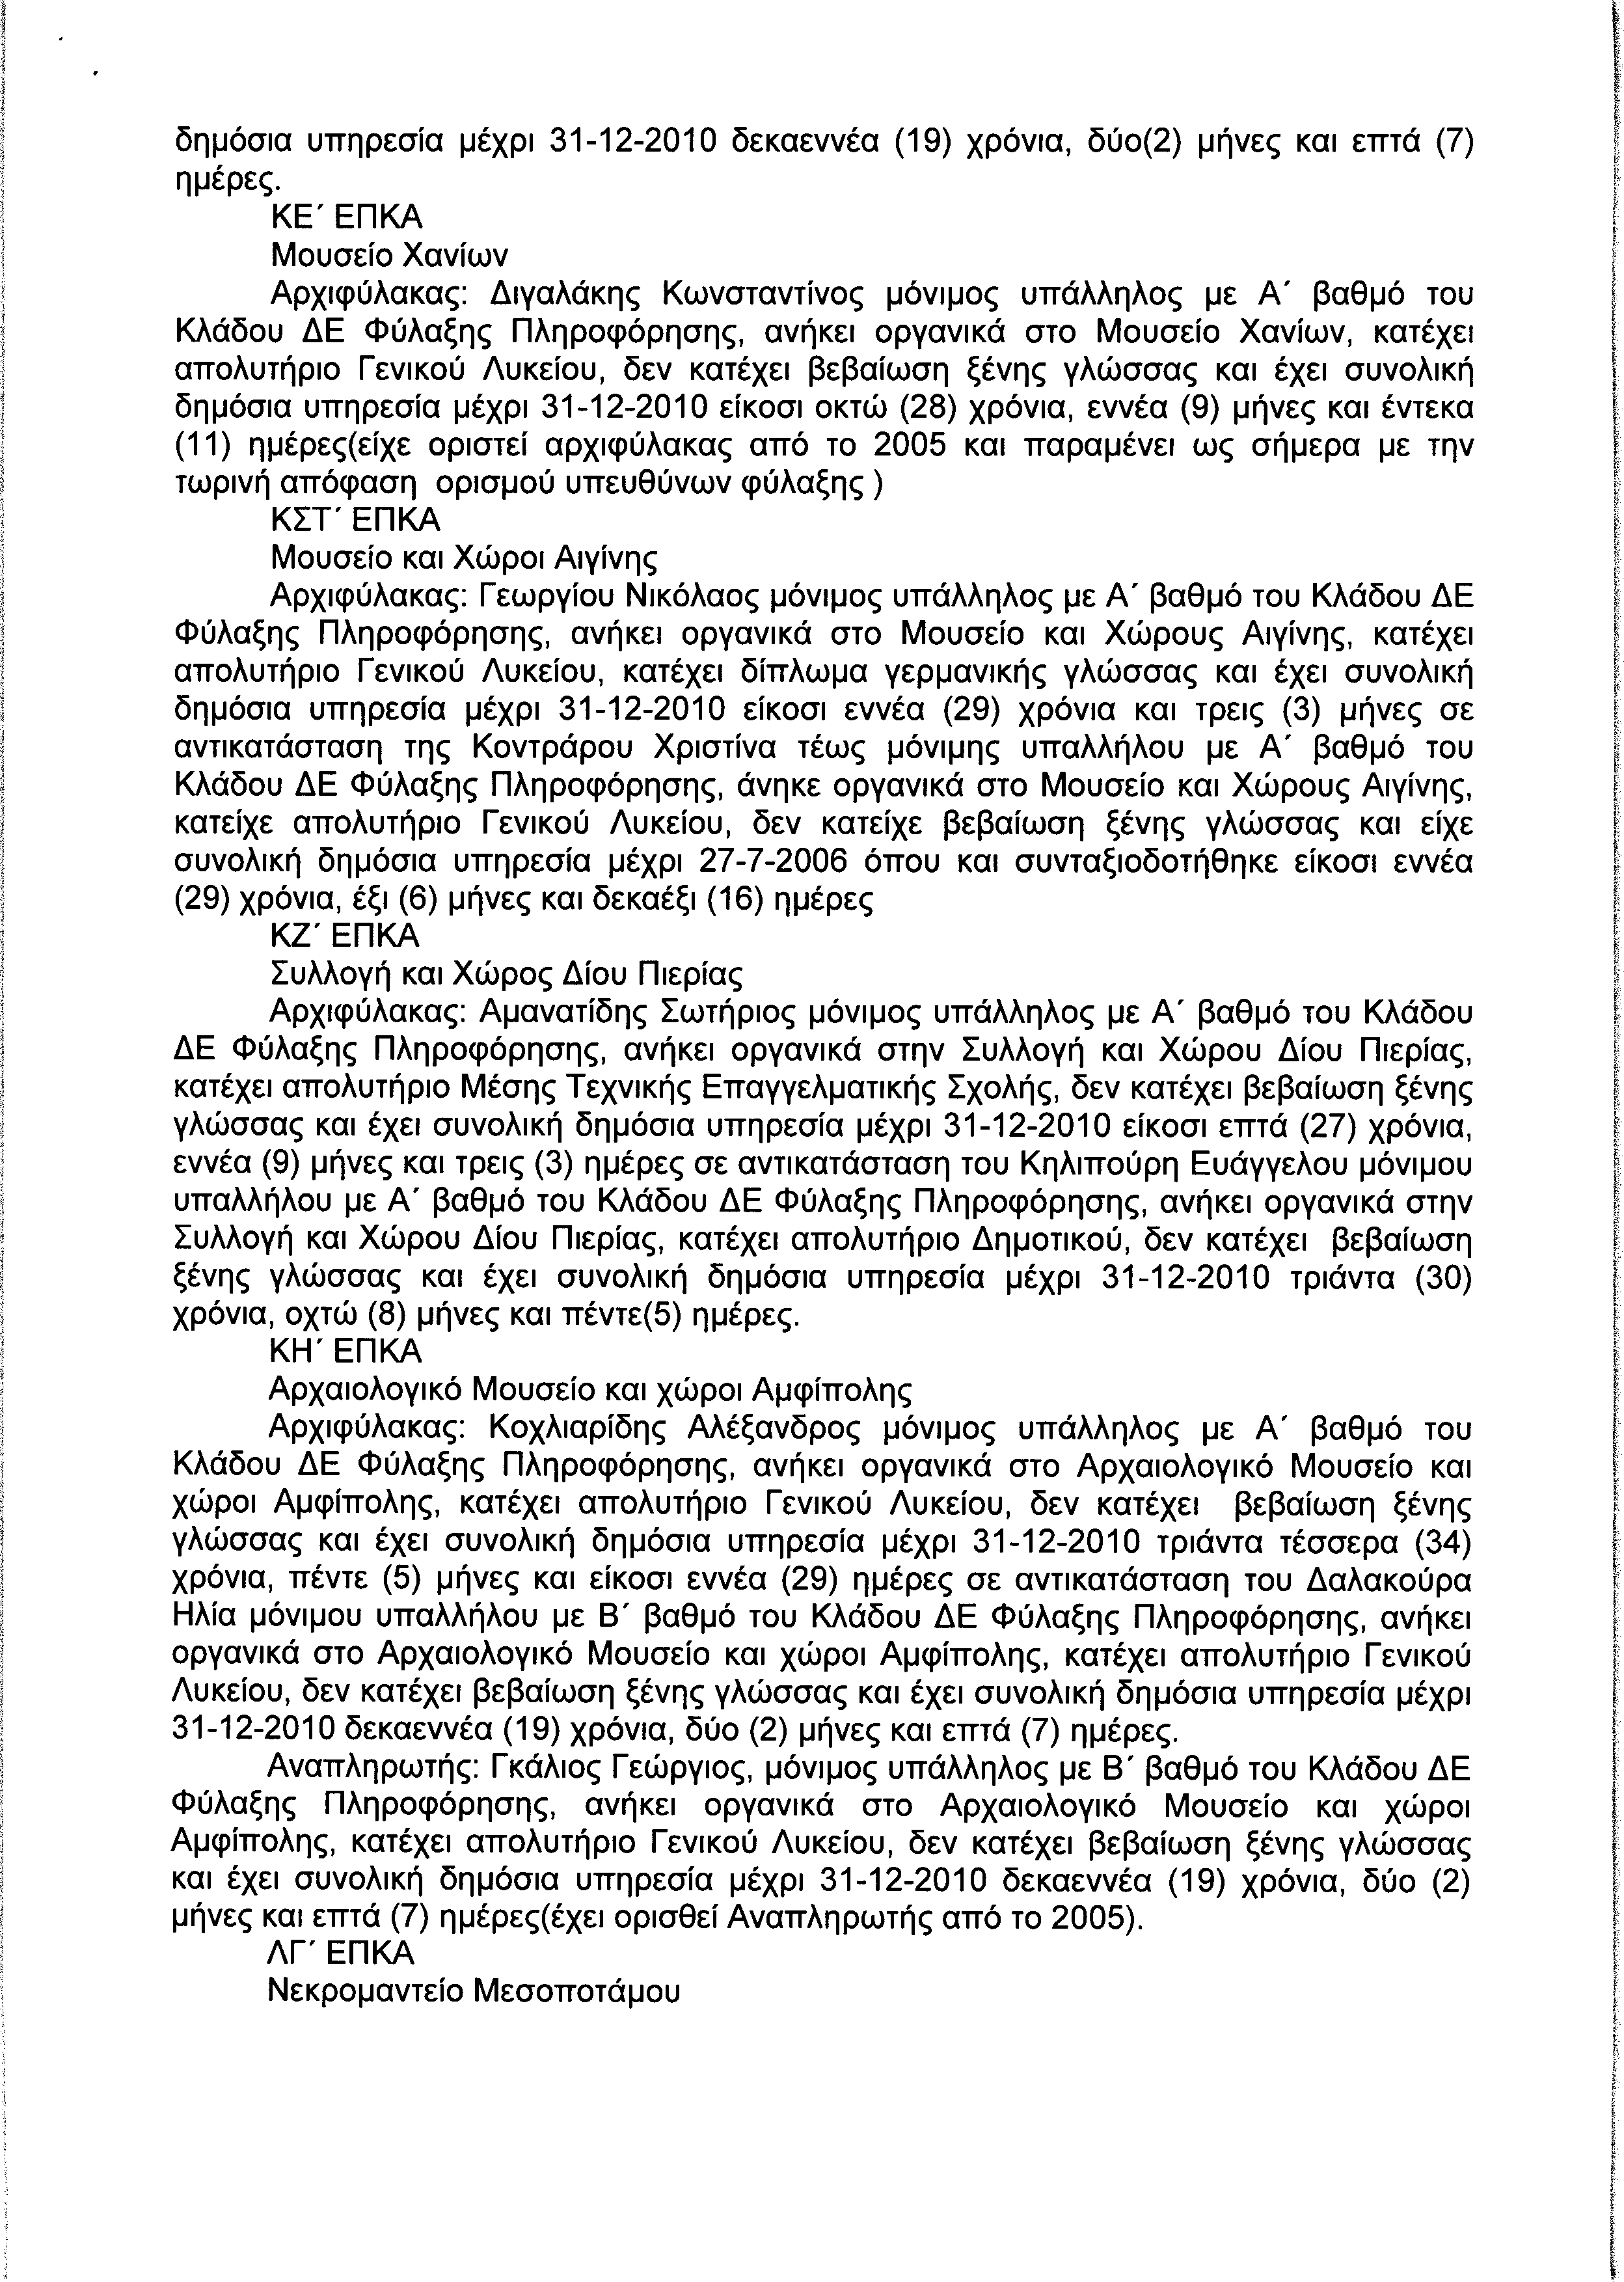 δημόσια υπηρεσία μέχρι 31-12-2010 δεκαεννέα (19) χρόνια, δύο(2) μήνες και επτά (7)
ημέρες.
ΚΕ΄ ΕΠΚΑ
Μουσείο Χανίων
Αρχιφύλακας: Διγαλάκης Κωνσταντίνος μόνιμος υπάλληλος με Α΄ βαθμό του
Κλάδου ΔΕ Φύλαξης Πληροφόρησης, ανήκει οργανικά στο Μουσείο Χανίων, κατέχει
απολυτήριο Γενικού Λυκείου, δεν κατέχει βεβαίωση ξένης γλώσσας και έχει συνολική
δημόσια υπηρεσία μέχρι 31-12-2010 είκοσι οκτώ (28) χρόνια, εννέα (9) μήνες και έντεκα
(11) ημέρες(είχε οριστεί αρχιφύλακας από το 2005 και παραμένει ως σήμερα με την
τωρινή απόφαση ορισμού υπευθύνων φύλαξης )
ΚΣΤ΄ ΕΠΚΑ
Μουσείο και Χώροι Αιγίνης
Αρχιφύλακας: Γεωργίου Νικόλαος μόνιμος υπάλληλος με Α΄ βαθμό του Κλάδου ΔΕ
Φύλαξης Πληροφόρησης, ανήκει οργανικά στο Μουσείο και Χώρους Αιγίνης, κατέχει
απολυτήριο Γενικού Λυκείου, κατέχει δίπλωμα γερμανικής γλώσσας και έχει συνολική
δημόσια υπηρεσία μέχρι 31-12-2010 είκοσι εννέα (29) χρόνια και τρεις (3) μήνες σε
αντικατάσταση της Κοντράρου Χριστίνα τέως μόνιμης υπαλλήλου με Α΄ βαθμό του
Κλάδου ΔΕ Φύλαξης Πληροφόρησης, άνηκε οργανικά στο Μουσείο και Χώρους Αιγίνης,
κατείχε απολυτήριο Γενικού Λυκείου, δεν κατείχε βεβαίωση ξένης γλώσσας και είχε
συνολική δημόσια υπηρεσία μέχρι 27-7-2006 όπου και συνταξιοδοτήθηκε είκοσι εννέα
(29) χρόνια, έξι (6) μήνες και δεκαέξι (16) ημέρες
ΚΖ΄ ΕΠΚΑ
Συλλογή και Χώρος Δίου Πιερίας
Αρχιφύλακας: Αμανατίδης Σωτήριος μόνιμος υπάλληλος με Α΄ βαθμό του Κλάδου
ΔΕ Φύλαξης Πληροφόρησης, ανήκει οργανικά στην Συλλογή και Χώρου Δίου Πιερίας,
κατέχει απολυτήριο Μέσης Τεχνικής Επαγγελματικής Σχολής, δεν κατέχει βεβαίωση ξένης
γλώσσας και έχει συνολική δημόσια υπηρεσία μέχρι 31-12-2010 είκοσι επτά (27) χρόνια,
εννέα (9) μήνες και τρεις (3) ημέρες σε αντικατάσταση του Κηλιπούρη Ευάγγελου μόνιμου
υπαλλήλου με Α΄ βαθμό του Κλάδου ΔΕ Φύλαξης Πληροφόρησης, ανήκει οργανικά στην
Συλλογή και Χώρου Δίου Πιερίας, κατέχει απολυτήριο Δημοτικού, δεν κατέχει βεβαίωση
ξένης γλώσσας και έχει συνολική δημόσια υπηρεσία μέχρι 31-12-2010 τριάντα (30)
χρόνια, οχτώ (8) μήνες και πέντε(5) ημέρες.
ΚΗ΄ ΕΠΚΑ
Αρχαιολογικό Μουσείο και χώροι Αμφίπολης
Αρχιφύλακας: Κοχλιαρίδης Αλέξανδρος μόνιμος υπάλληλος με Α΄ βαθμό του
Κλάδου ΔΕ Φύλαξης Πληροφόρησης, ανήκει οργανικά στο Αρχαιολογικό Μουσείο και
χώροι Αμφίπολης, κατέχει απολυτήριο Γενικού Λυκείου, δεν κατέχει βεβαίωση ξένης
γλώσσας και έχει συνολική δημόσια υπηρεσία μέχρι 31-12-2010 τριάντα τέσσερα (34)
χρόνια, πέντε (5) μήνες και είκοσι εννέα (29) ημέρες σε αντικατάσταση του Δαλακούρα
Ηλία μόνιμου υπαλλήλου με Β΄ βαθμό του Κλάδου ΔΕ Φύλαξης Πληροφόρησης, ανήκει
οργανικά στο Αρχαιολογικό Μουσείο και χώροι Αμφίπολης, κατέχει απολυτήριο Γενικού
Λυκείου, δεν κατέχει βεβαίωση ξένης γλώσσας και έχει συνολική δημόσια υπηρεσία μέχρι
31-12-2010 δεκαεννέα (19) χρόνια, δύο (2) μήνες και επτά (7) ημέρες.
Αναπληρωτής: Γκάλιος Γεώργιος, μόνιμος υπάλληλος με Β΄ βαθμό του Κλάδου ΔΕ
Φύλαξης Πληροφόρησης, ανήκει οργανικά στο Αρχαιολογικό Μουσείο και χώροι
Αμφίπολης, κατέχει απολυτήριο Γενικού Λυκείου, δεν κατέχει βεβαίωση ξένης γλώσσας
και έχει συνολική δημόσια υπηρεσία μέχρι 31-12-2010 δεκαεννέα (19) χρόνια, δύο (2)
μήνες και επτά (7) ημέρες(έχει ορισθεί Αναπληρωτής από το 2005).
ΛΓ΄ ΕΠΚΑ
Νεκρομαντείο Μεσοποτάμου